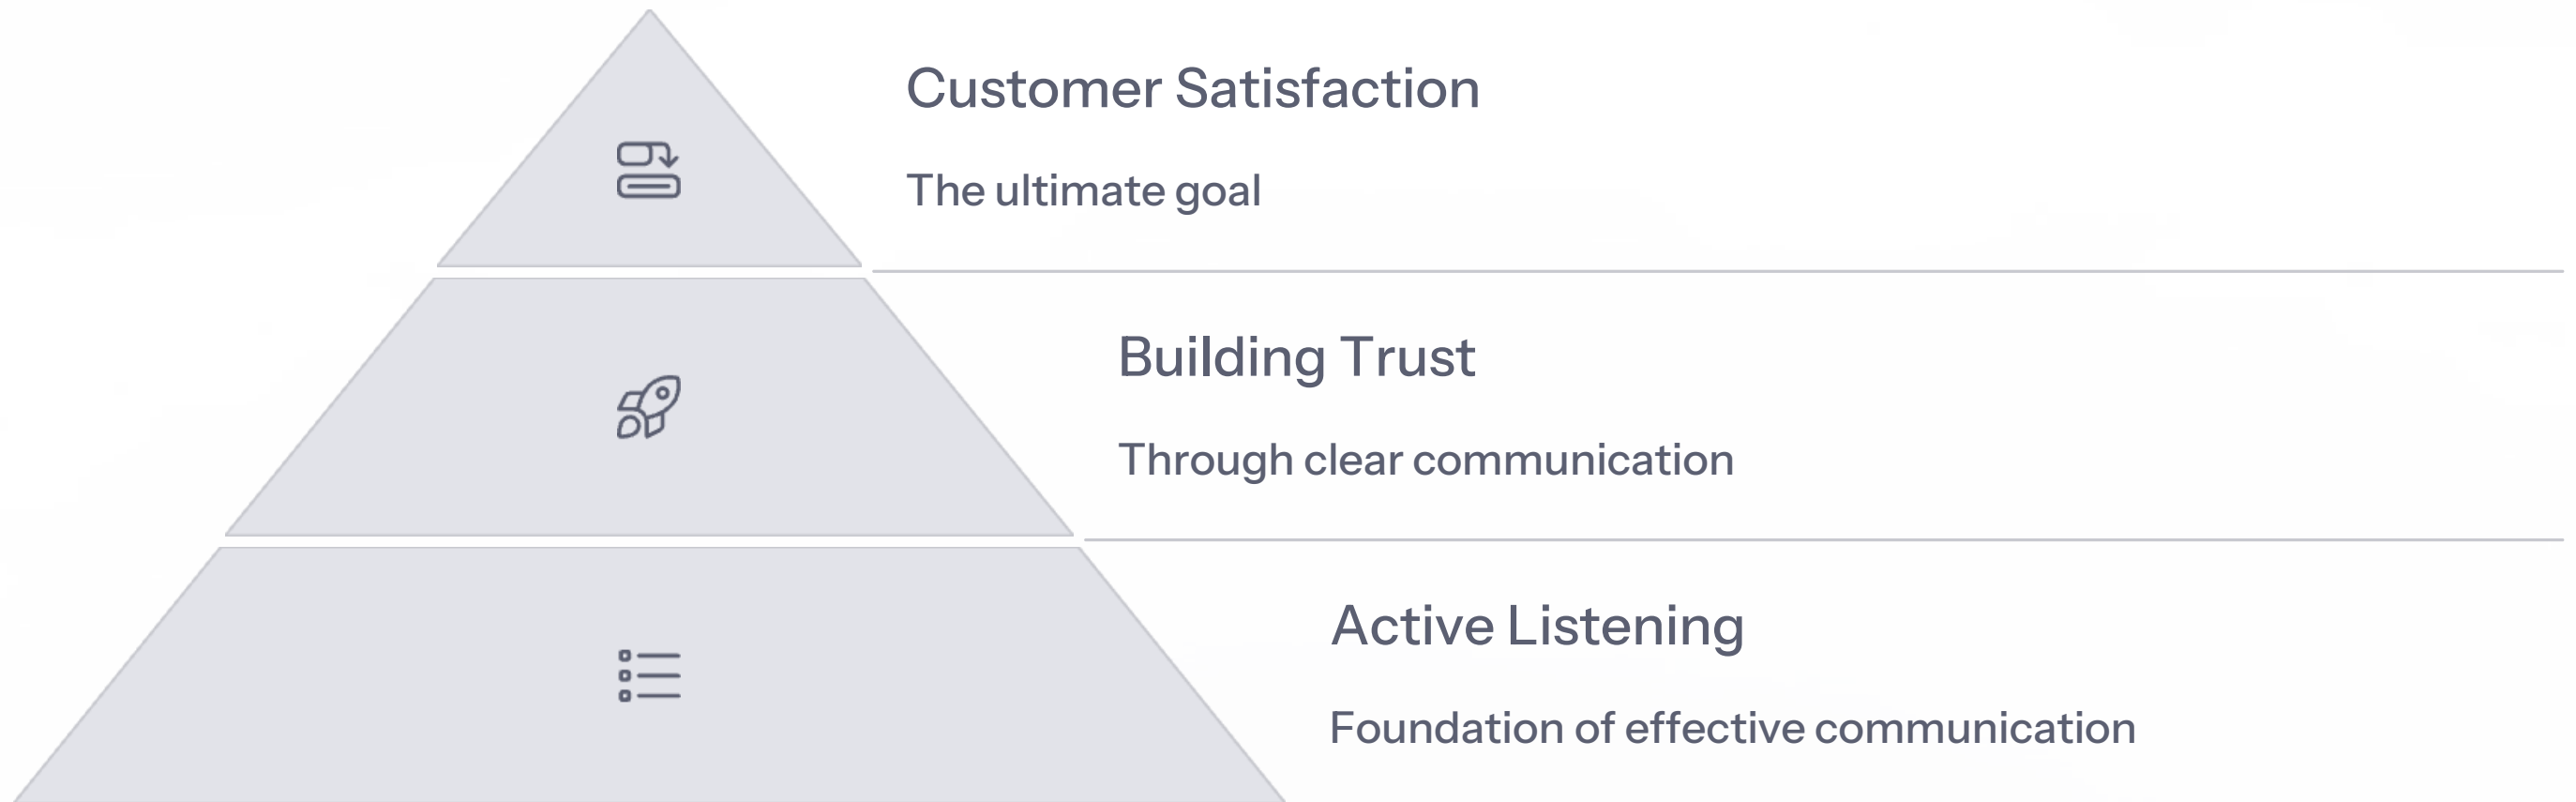 Customer Satisfaction
The ultimate goal
Building Trust
Through clear communication
Active Listening
Foundation of effective communication